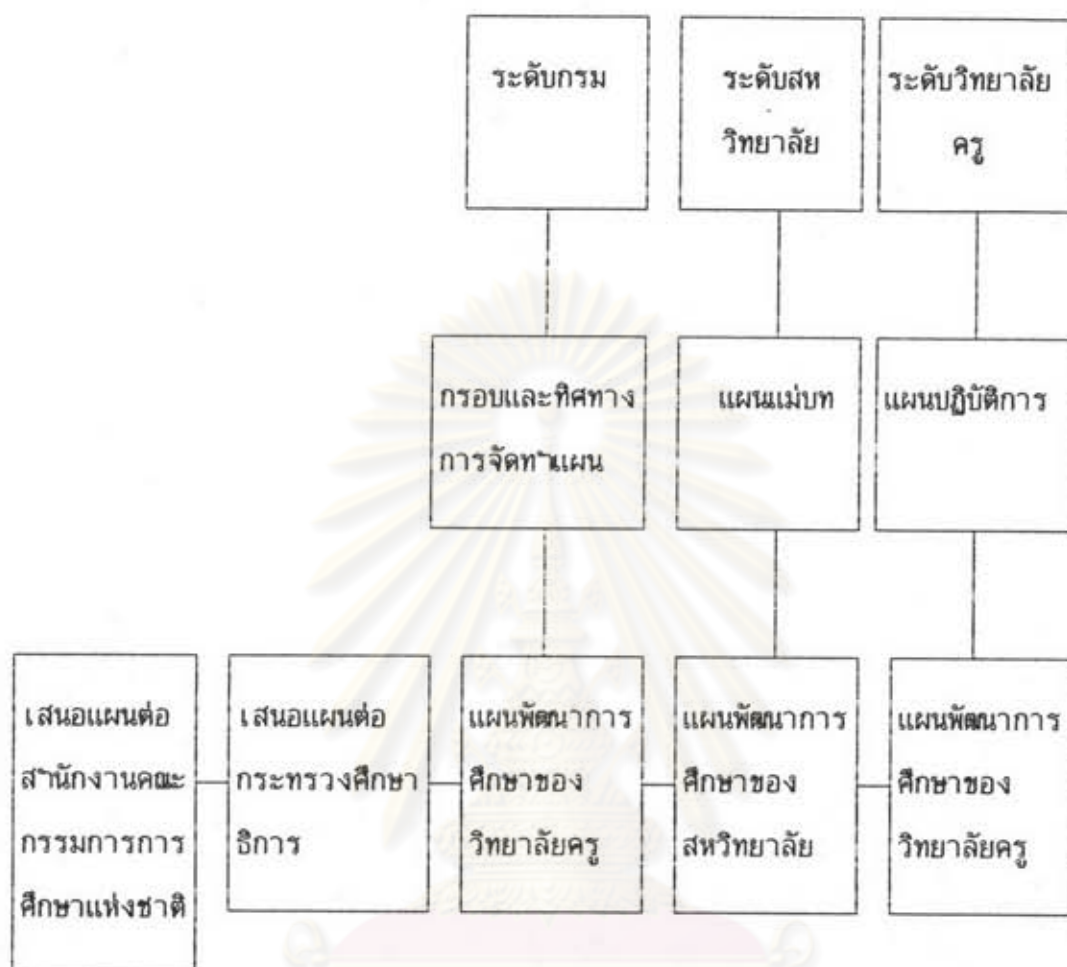 ระดับกรม
ระดับสห
วิทยาลัย
ระดับวิทยาลัย
ครู
กรอบและทิศทาง
การจัดทำแผน
แผนแม่บท
แผนปฏิบัติการ
เสนอแผนต่อ
สำนักงานคณะ
กรรมการการ
ศึกษาแห่งชาติ
เสนอแผนต่อ
กระทรวงศึกษา
ธิการ
แผนพัฒนาการ
ศึกษาของ
วิทยาลัยครู
แผนพัฒนาการ
ศึกษาของ
สหวิทยาลัย
แผนพัฒนาการ
ศึกษาของ
วิทยาลัยครู